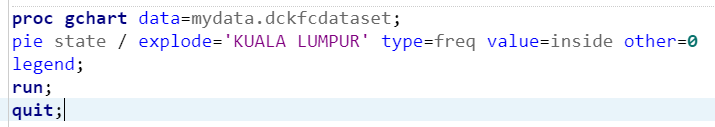 proc gchart data=mydata.dckfcdataset;
pie state / explode='KUALA LUMPUR' type=freq value=inside other=0
legend;
run;
quit;